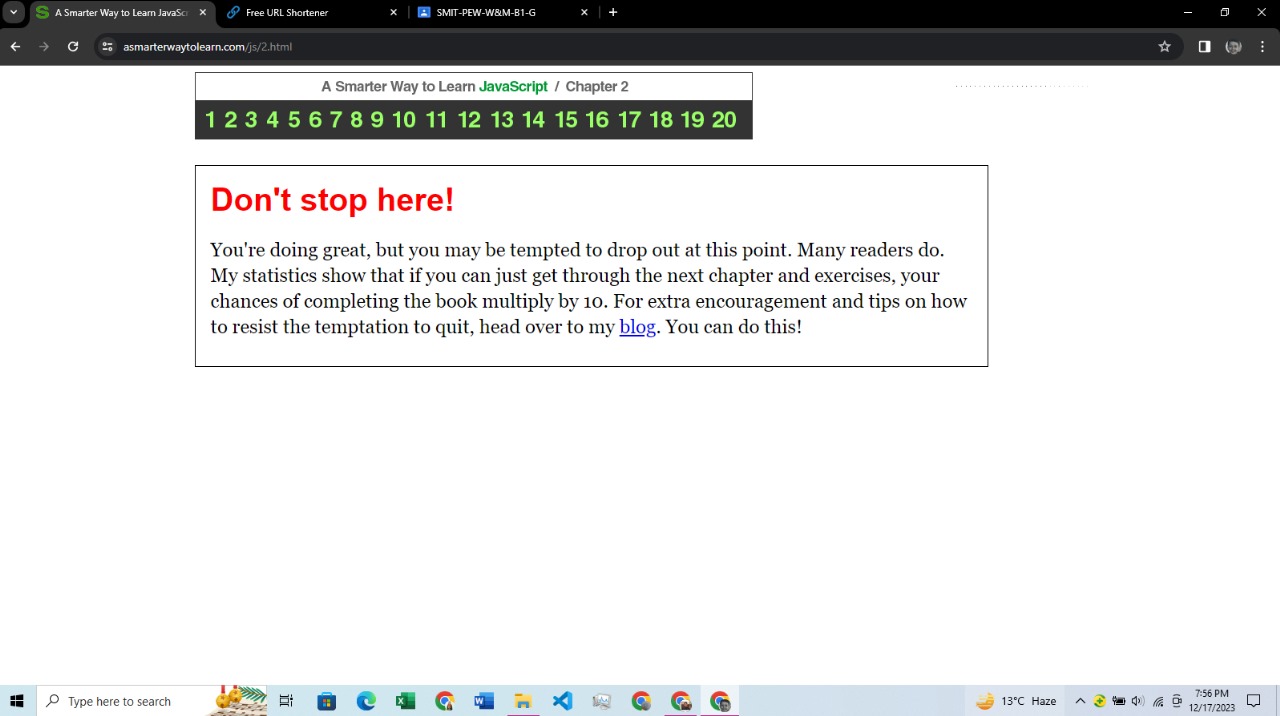 A Smarter Way to Learn JavaSc
Free URL Shortener
SMIT-PEW-W&M-B1-G
asmarterwaytolearn.com/js/2.html
A Smarter Way to Learn JavaScript / Chapter 2
1 2 3 4 5 6 7 8 9 10 11 12 13 14 15 16 17 18 19 20
Don't stop here!
You're doing great, but you may be tempted to drop out at this point. Many readers do.
My statistics show that if you can just get through the next chapter and exercises, your
chances of completing the book multiply by 10. For extra encouragement and tips on how
to resist the temptation to quit, head over to my blog. You can do this!
Type here to search
13°C Haze
7:56 PM
12/17/2023